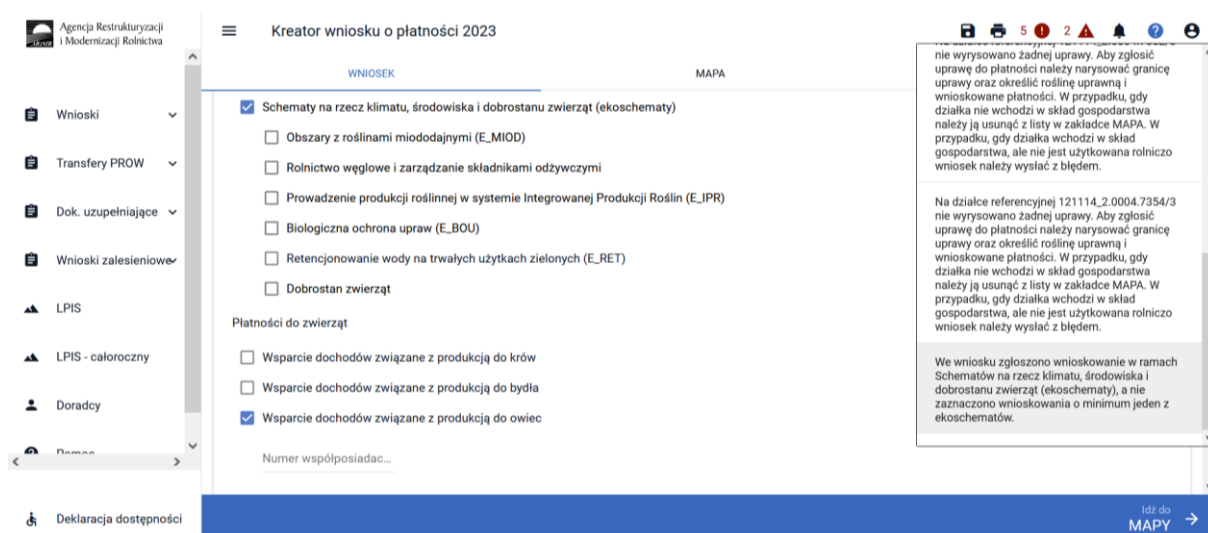 Agencja Restrukturyzacji
i Modernizacji Rolnictwa
Kreator wniosku o płatności 2023
5
2
WNIOSEK
MAPA
Wnioski
Transfery PROW
Dok. uzupełniające
Wnioski zalesieniowe
LPIS
LPIS - całoroczny
Doradcy
Pomoc
Deklaracja dostępności
Schematy na rzecz klimatu, środowiska i dobrostanu zwierząt (ekoschematy)
Obszary z roślinami miododajnymi (E_MIOD)
Rolnictwo węglowe i zarządzanie składnikami odżywczymi
Prowadzenie produkcji roślinnej w systemie Integrowanej Produkcji Roślin (E_IPR)
Biologiczna ochrona upraw (E_BOU)
Retencjonowanie wody na trwałych użytkach zielonych (E_RET)
Dobrostan zwierząt
Płatności do zwierząt
Wsparcie dochodów związane z produkcją do krów
Wsparcie dochodów związane z produkcją do bydła
Wsparcie dochodów związane z produkcją do owiec
Numer współposiadac...
nie wyrysowano żadnej uprawy. Aby zgłosić
uprawę do płatności należy narysować granicę
uprawy oraz określić roślinę uprawną i
wnioskowane płatności. W przypadku, gdy
działka nie wchodzi w skład gospodarstwa
należy ją usunąć z listy w zakładce MAPA. W
przypadku, gdy działka wchodzi w skład
gospodarstwa, ale nie jest użytkowana rolniczo
wniosek należy wysłać z błędem.
Na działce referencyjnej 121114_2.0004.7354/3
nie wyrysowano żadnej uprawy. Aby zgłosić
uprawę do płatności należy narysować granicę
uprawy oraz określić roślinę uprawną i
wnioskowane płatności. W przypadku, gdy
działka nie wchodzi w skład gospodarstwa
należy ją usunąć z listy w zakładce MAPA. W
przypadku, gdy działka wchodzi w skład
gospodarstwa, ale nie jest użytkowana rolniczo
wniosek należy wysłać z błędem.
We wniosku zgłoszono wnioskowanie w ramach
Schematów na rzecz klimatu, środowiska i
dobrostanu zwierząt (ekoschematy), a nie
zaznaczono wnioskowania o minimum jeden z
ekoschematów.
Idź do
MAPY